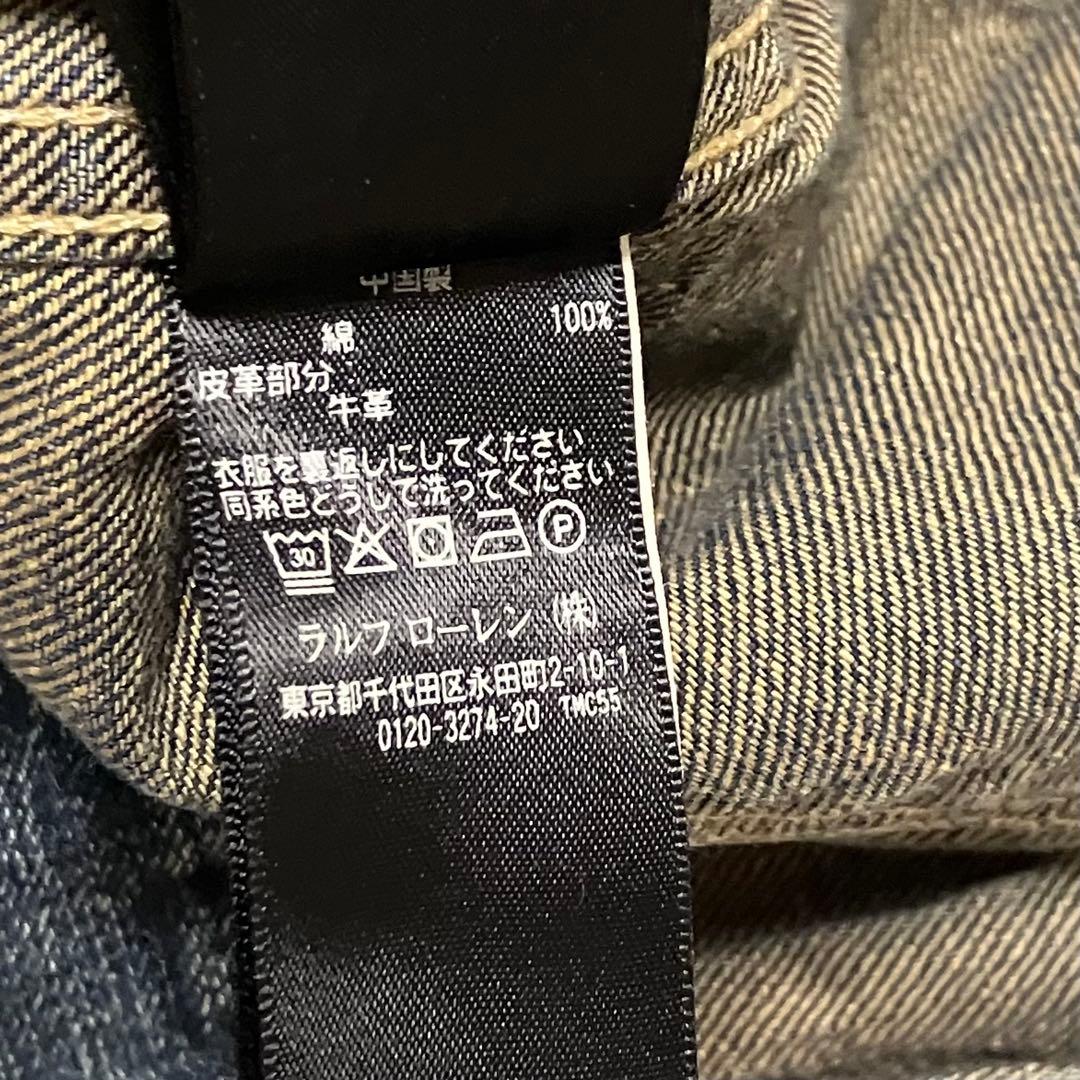 中国製
綿 100%
皮革部分
牛革
衣服を裏返しにしてください
同系色どうしで洗ってください
30 P
ラルフ ローレン (株)
東京都千代田区永田町2-10-1
0120-3274-20 TMC55